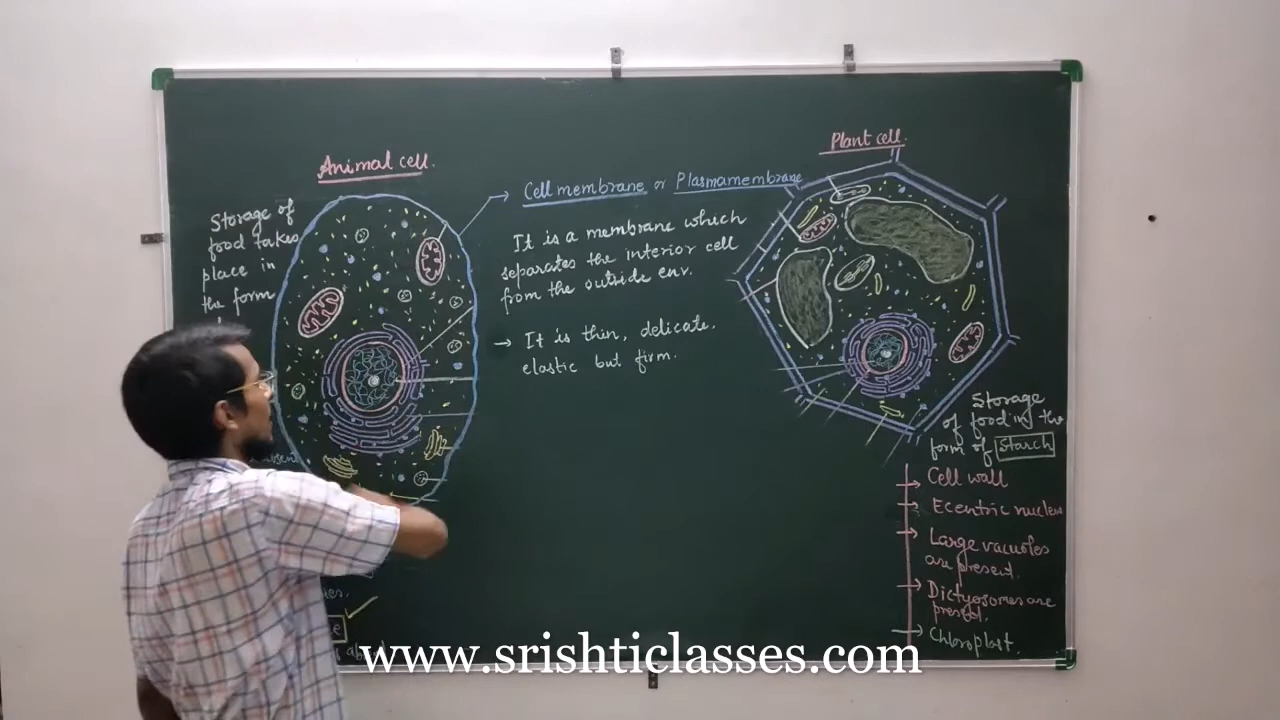 Animal cell.
Plant cell.
Storage of
food takes
place in
the form
Cell membrane or Plasmamembrane
It is a membrane which
separates the interior cell
from the outside env.
→ It is thin, delicate,
elastic but firm.
Storage
of food in the
form of Starch
Cell wall
Ecentric nucleus
Large vacuoles
are present.
Dictyosomes are
present.
Chloroplast.
www.srishticlasses.com